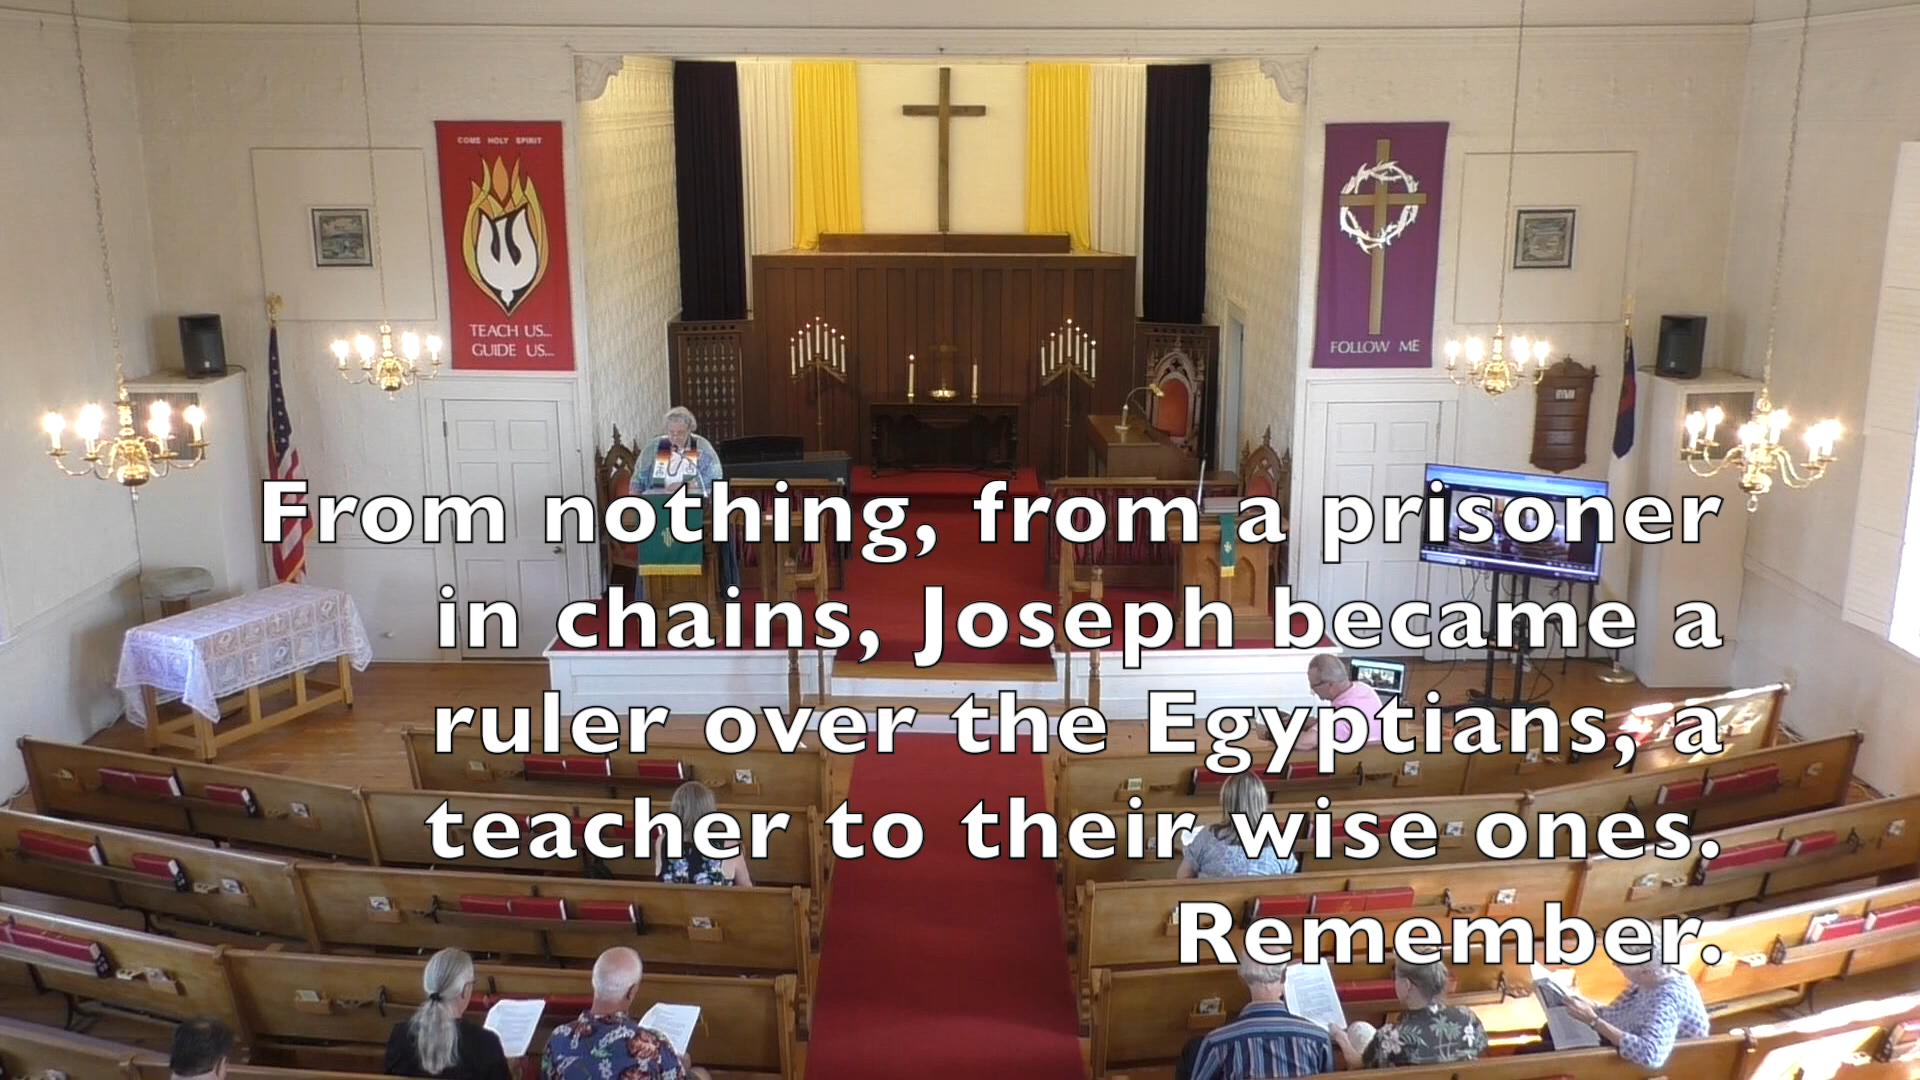 COME HOLY SPIRIT
TEACH US...
GUIDE US...
FOLLOW ME
From nothing, from a prisoner
in chains, Joseph became a
ruler over the Egyptians, a
teacher to their wise ones.
Remember.